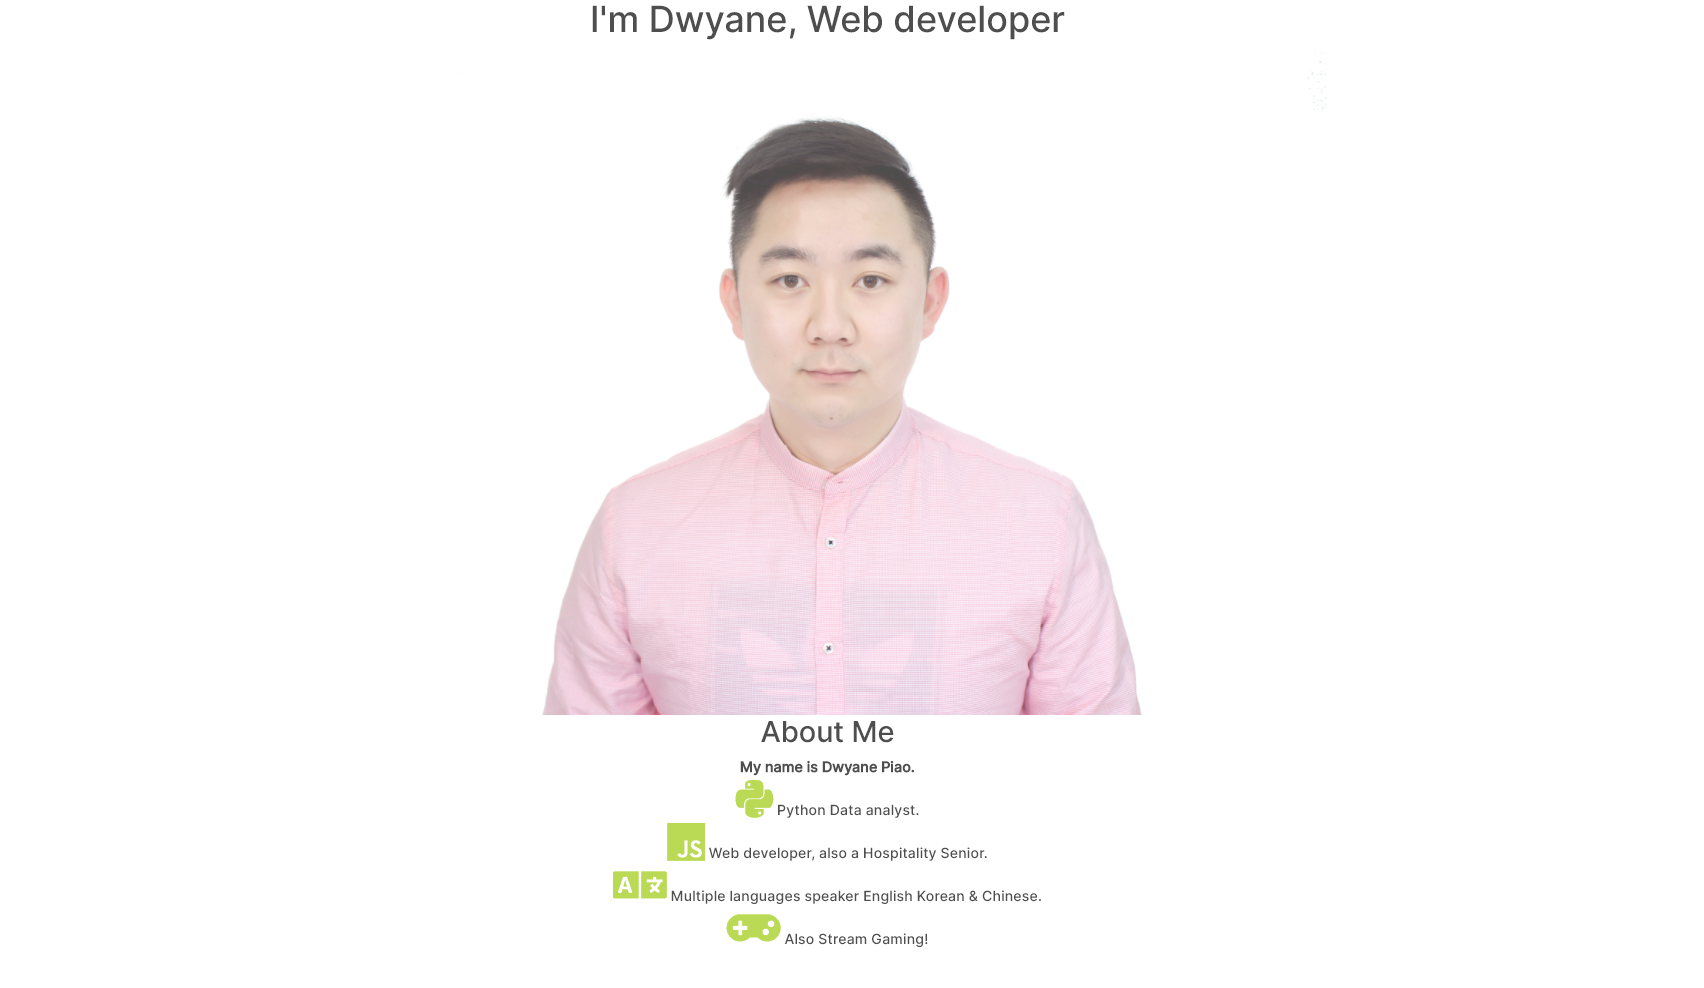 I'm Dwyane, Web developer
About Me
My name is Dwyane Piao.
Python Data analyst.
JS Web developer, also a Hospitality Senior.
A 文 Multiple languages speaker English Korean & Chinese.
Also Stream Gaming!